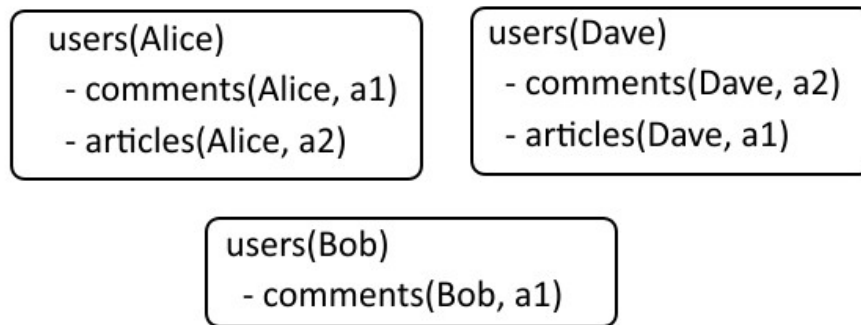 users(Alice)
- comments(Alice, a1)
- articles(Alice, a2)
users(Dave)
- comments(Dave, a2)
- articles(Dave, a1)
users(Bob)
- comments(Bob, a1)